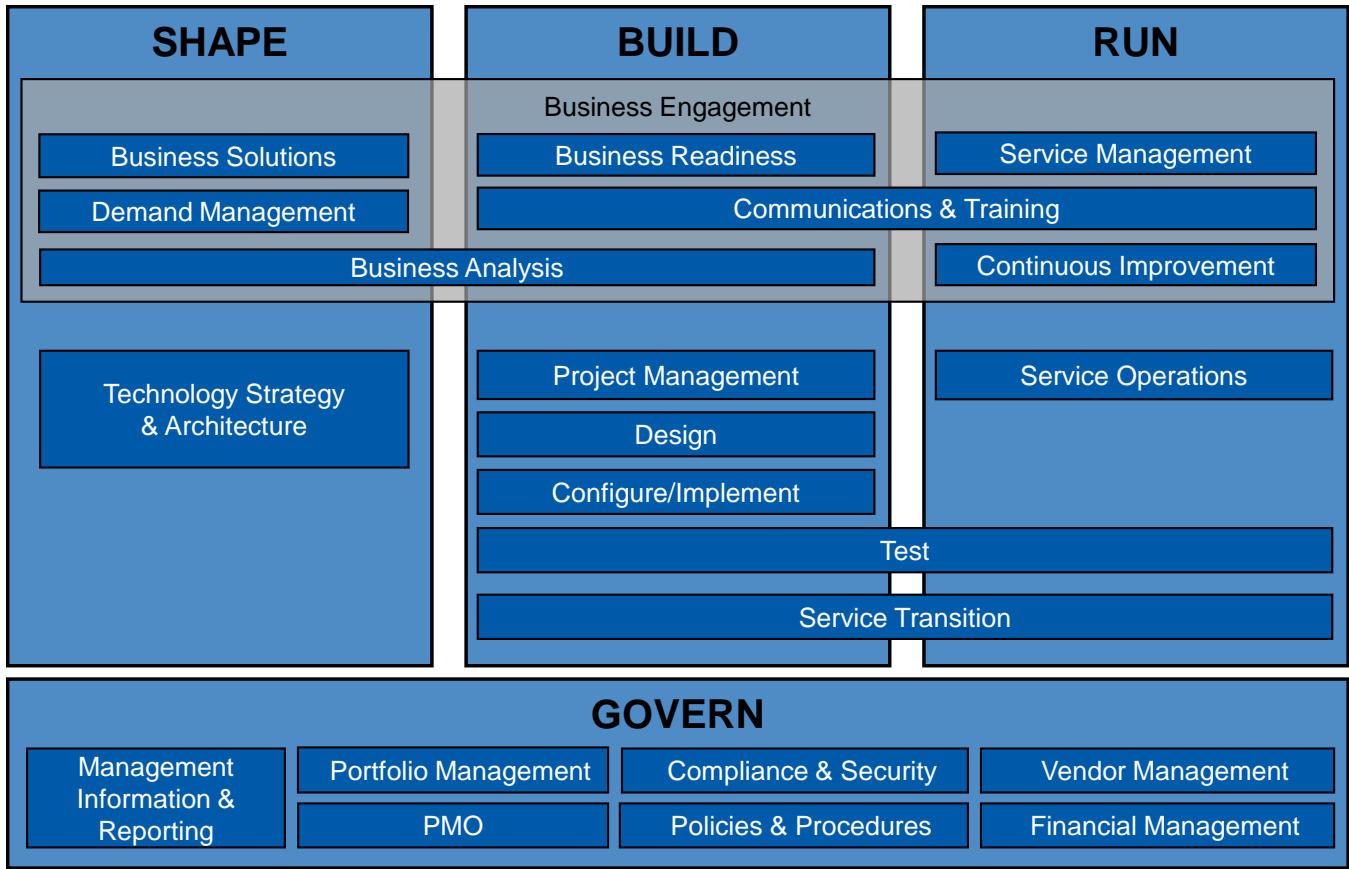 SHAPE
BUILD
RUN
Business Engagement
Business Solutions
Business Readiness
Service Management
Demand Management
Communications & Training
Business Analysis
Continuous Improvement
Technology Strategy
& Architecture
Project Management
Service Operations
Design
Configure/Implement
Test
Service Transition
GOVERN
Management
Information &
Reporting
Portfolio Management
Compliance & Security
Vendor Management
PMO
Policies & Procedures
Financial Management